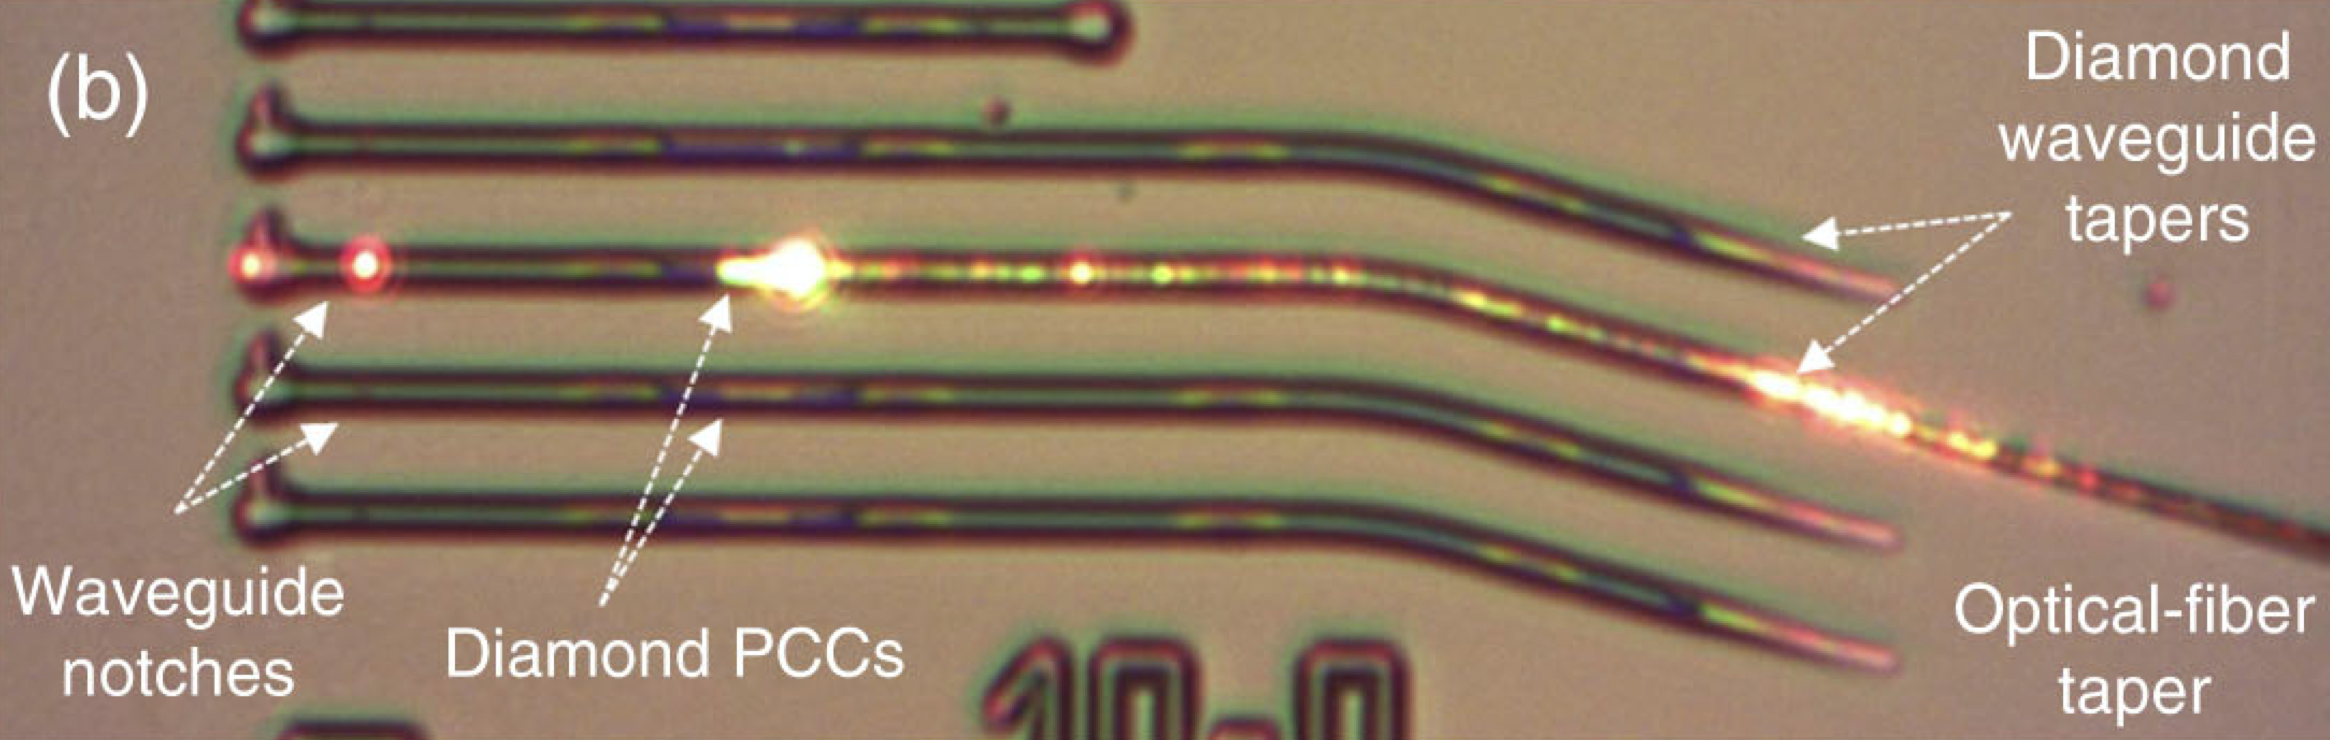 (b)
Diamond
waveguide
tapers
Waveguide
notches
Diamond PCCs
Optical-fiber
taper